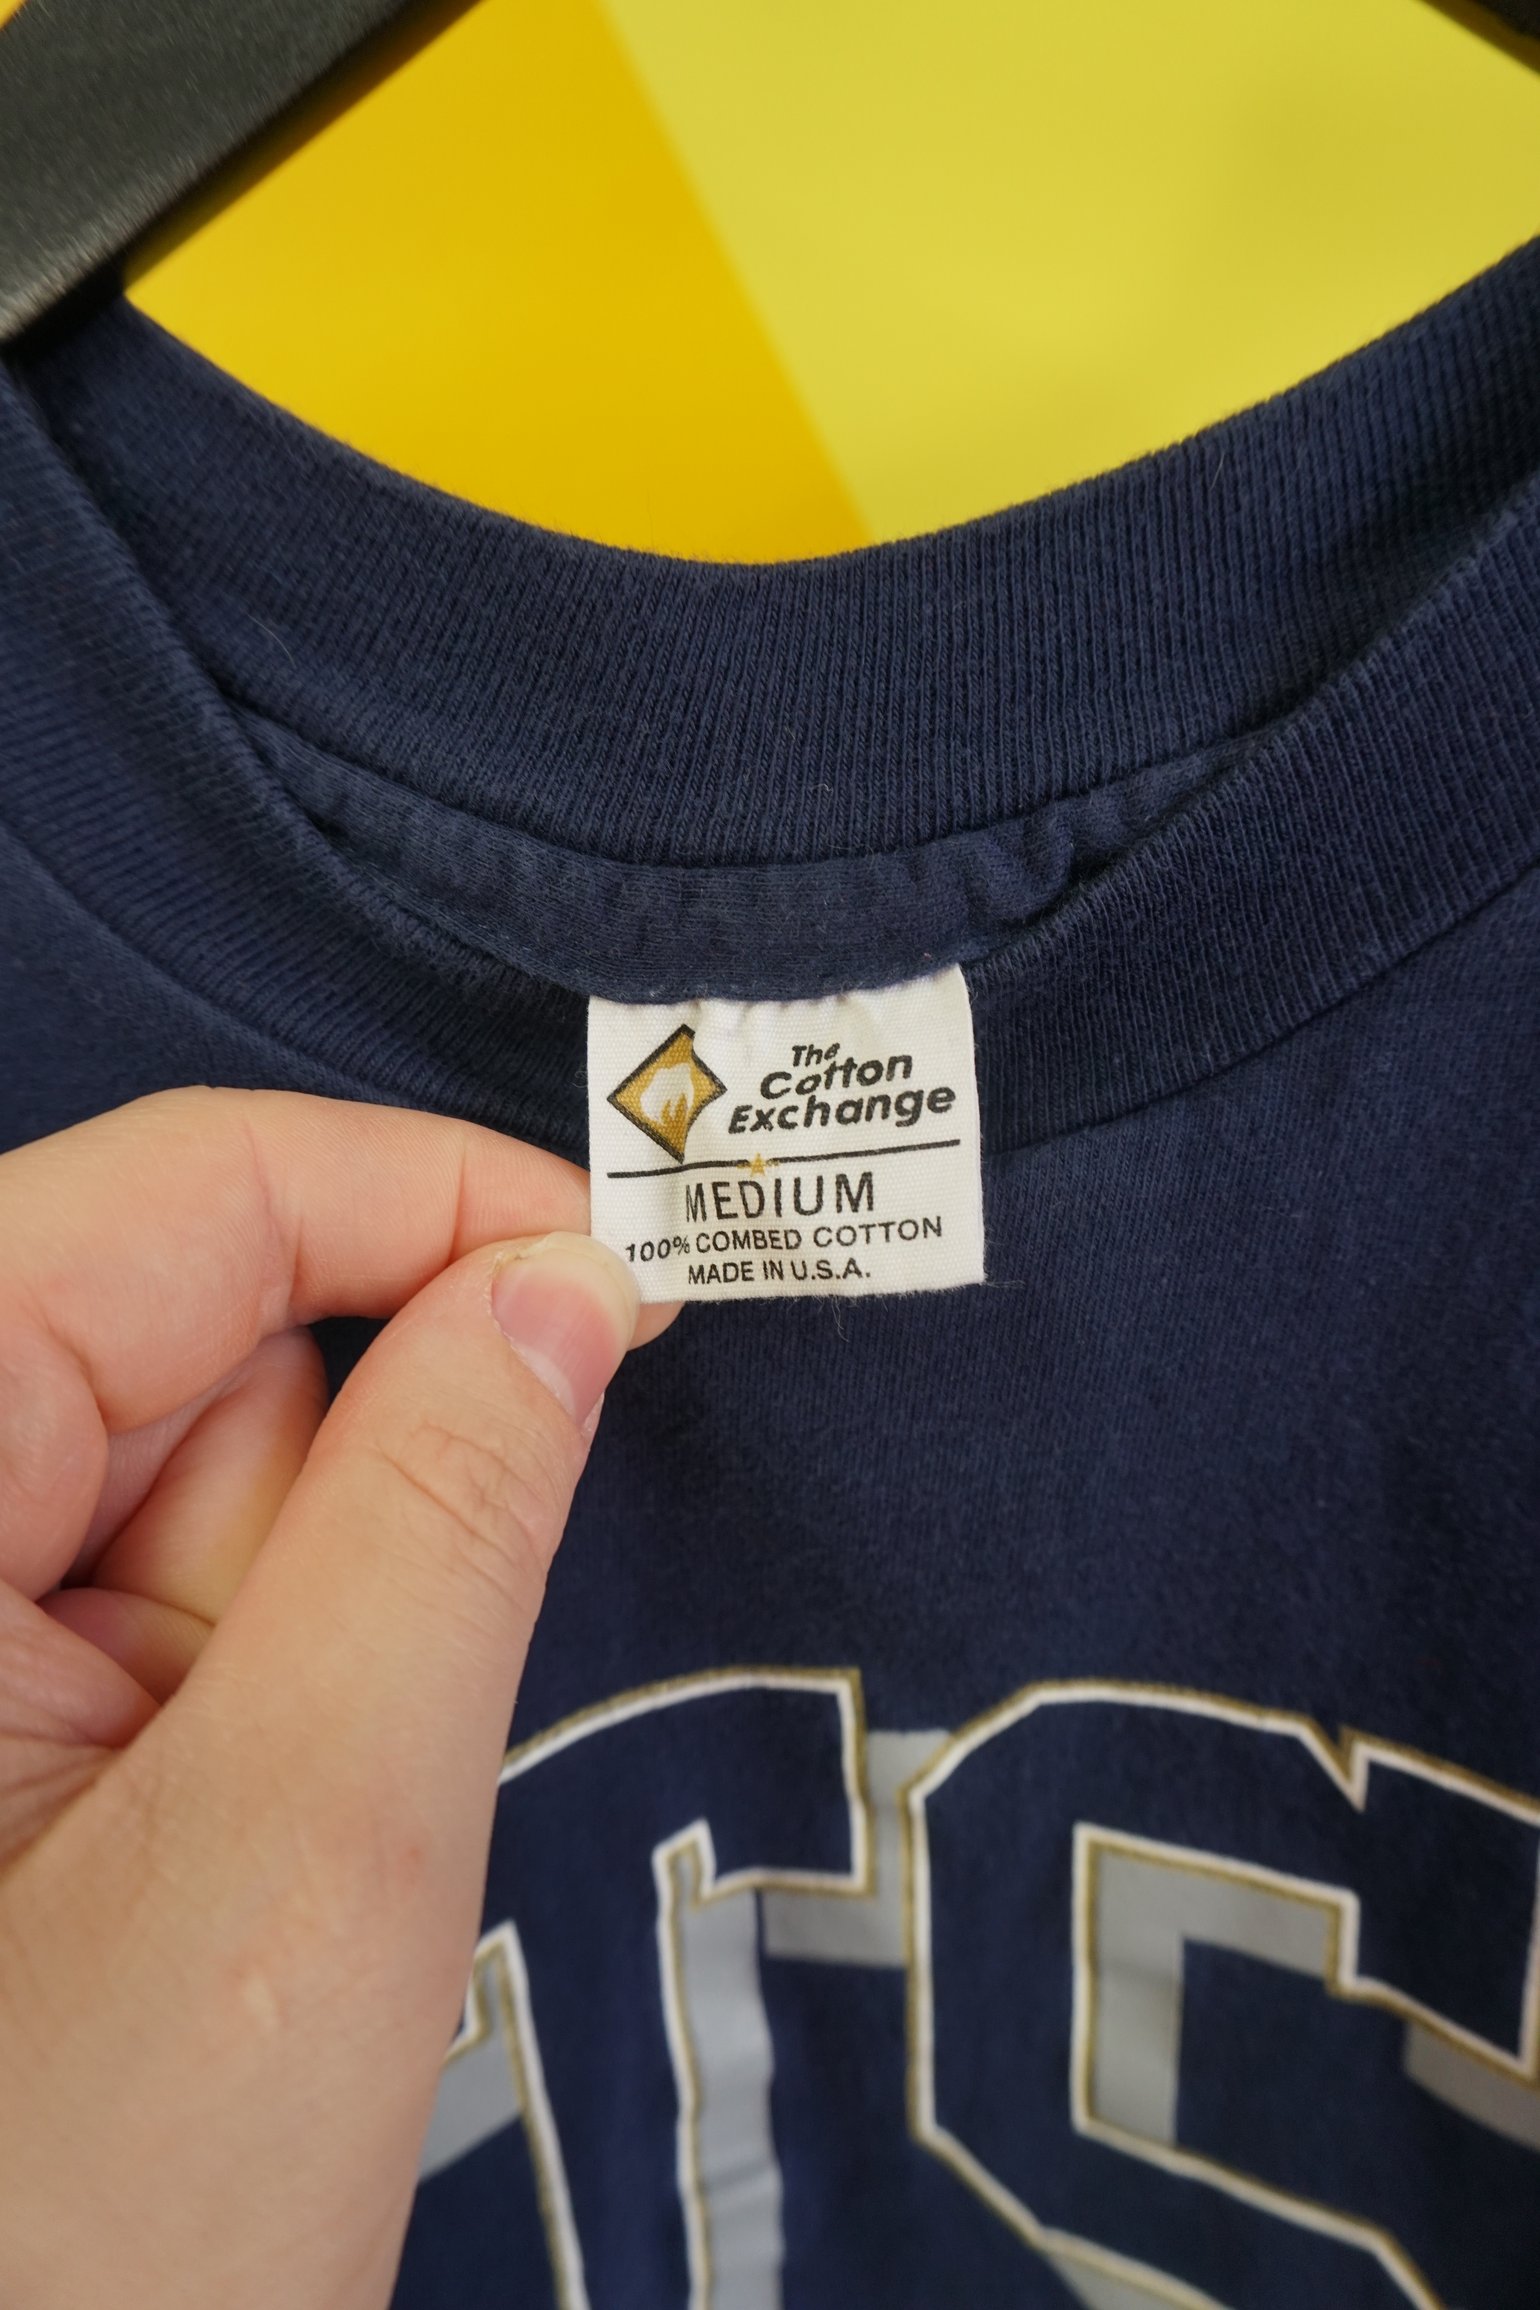 The
Cotton
Exchange
MEDIUM
100% COMBED COTTON
MADE IN U.S.A.